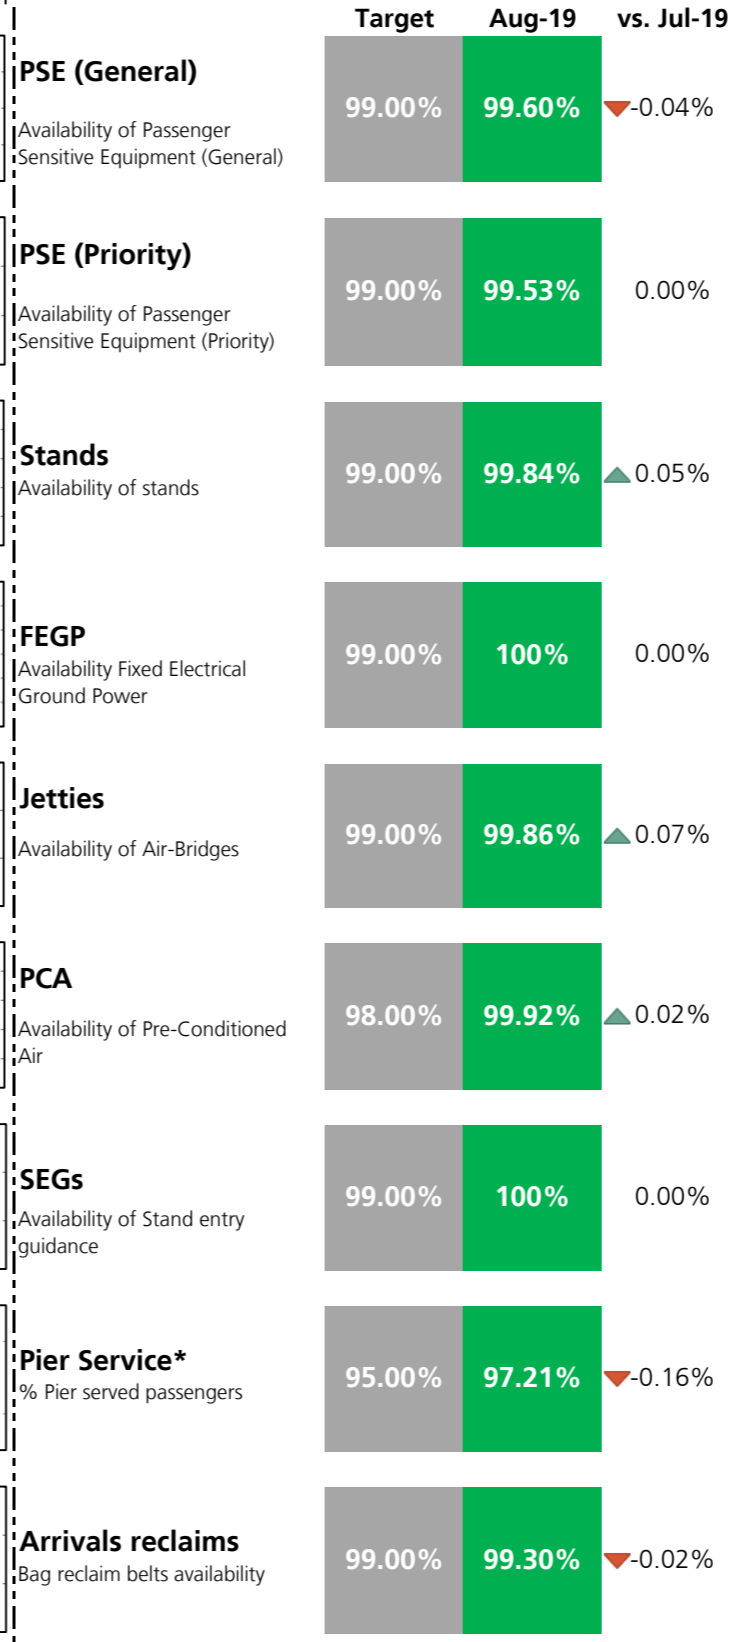 Target Aug-19 vs. Jul-19
PSE (General)
Availability of Passenger
Sensitive Equipment (General)
99.00% 99.60% -0.04%
PSE (Priority)
Availability of Passenger
Sensitive Equipment (Priority)
99.00% 99.53% 0.00%
Stands
Availability of stands
99.00% 99.84% 0.05%
FEGP
Availability Fixed Electrical
Ground Power
99.00% 100% 0.00%
Jetties
Availability of Air-Bridges
99.00% 99.86% 0.07%
PCA
Availability of Pre-Conditioned
Air
98.00% 99.92% 0.02%
SEGs
Availability of Stand entry
guidance
99.00% 100% 0.00%
Pier Service*
% Pier served passengers
95.00% 97.21% -0.16%
Arrivals reclaims
Bag reclaim belts availability
99.00% 99.30% -0.02%